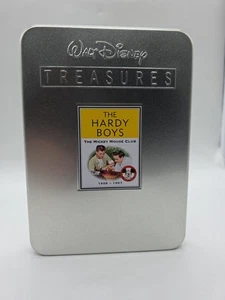 WALT DISNEY
TREASURES
THE
HARDY
BOYS
THE MICKEY MOUSE CLUB
1956 - 1957